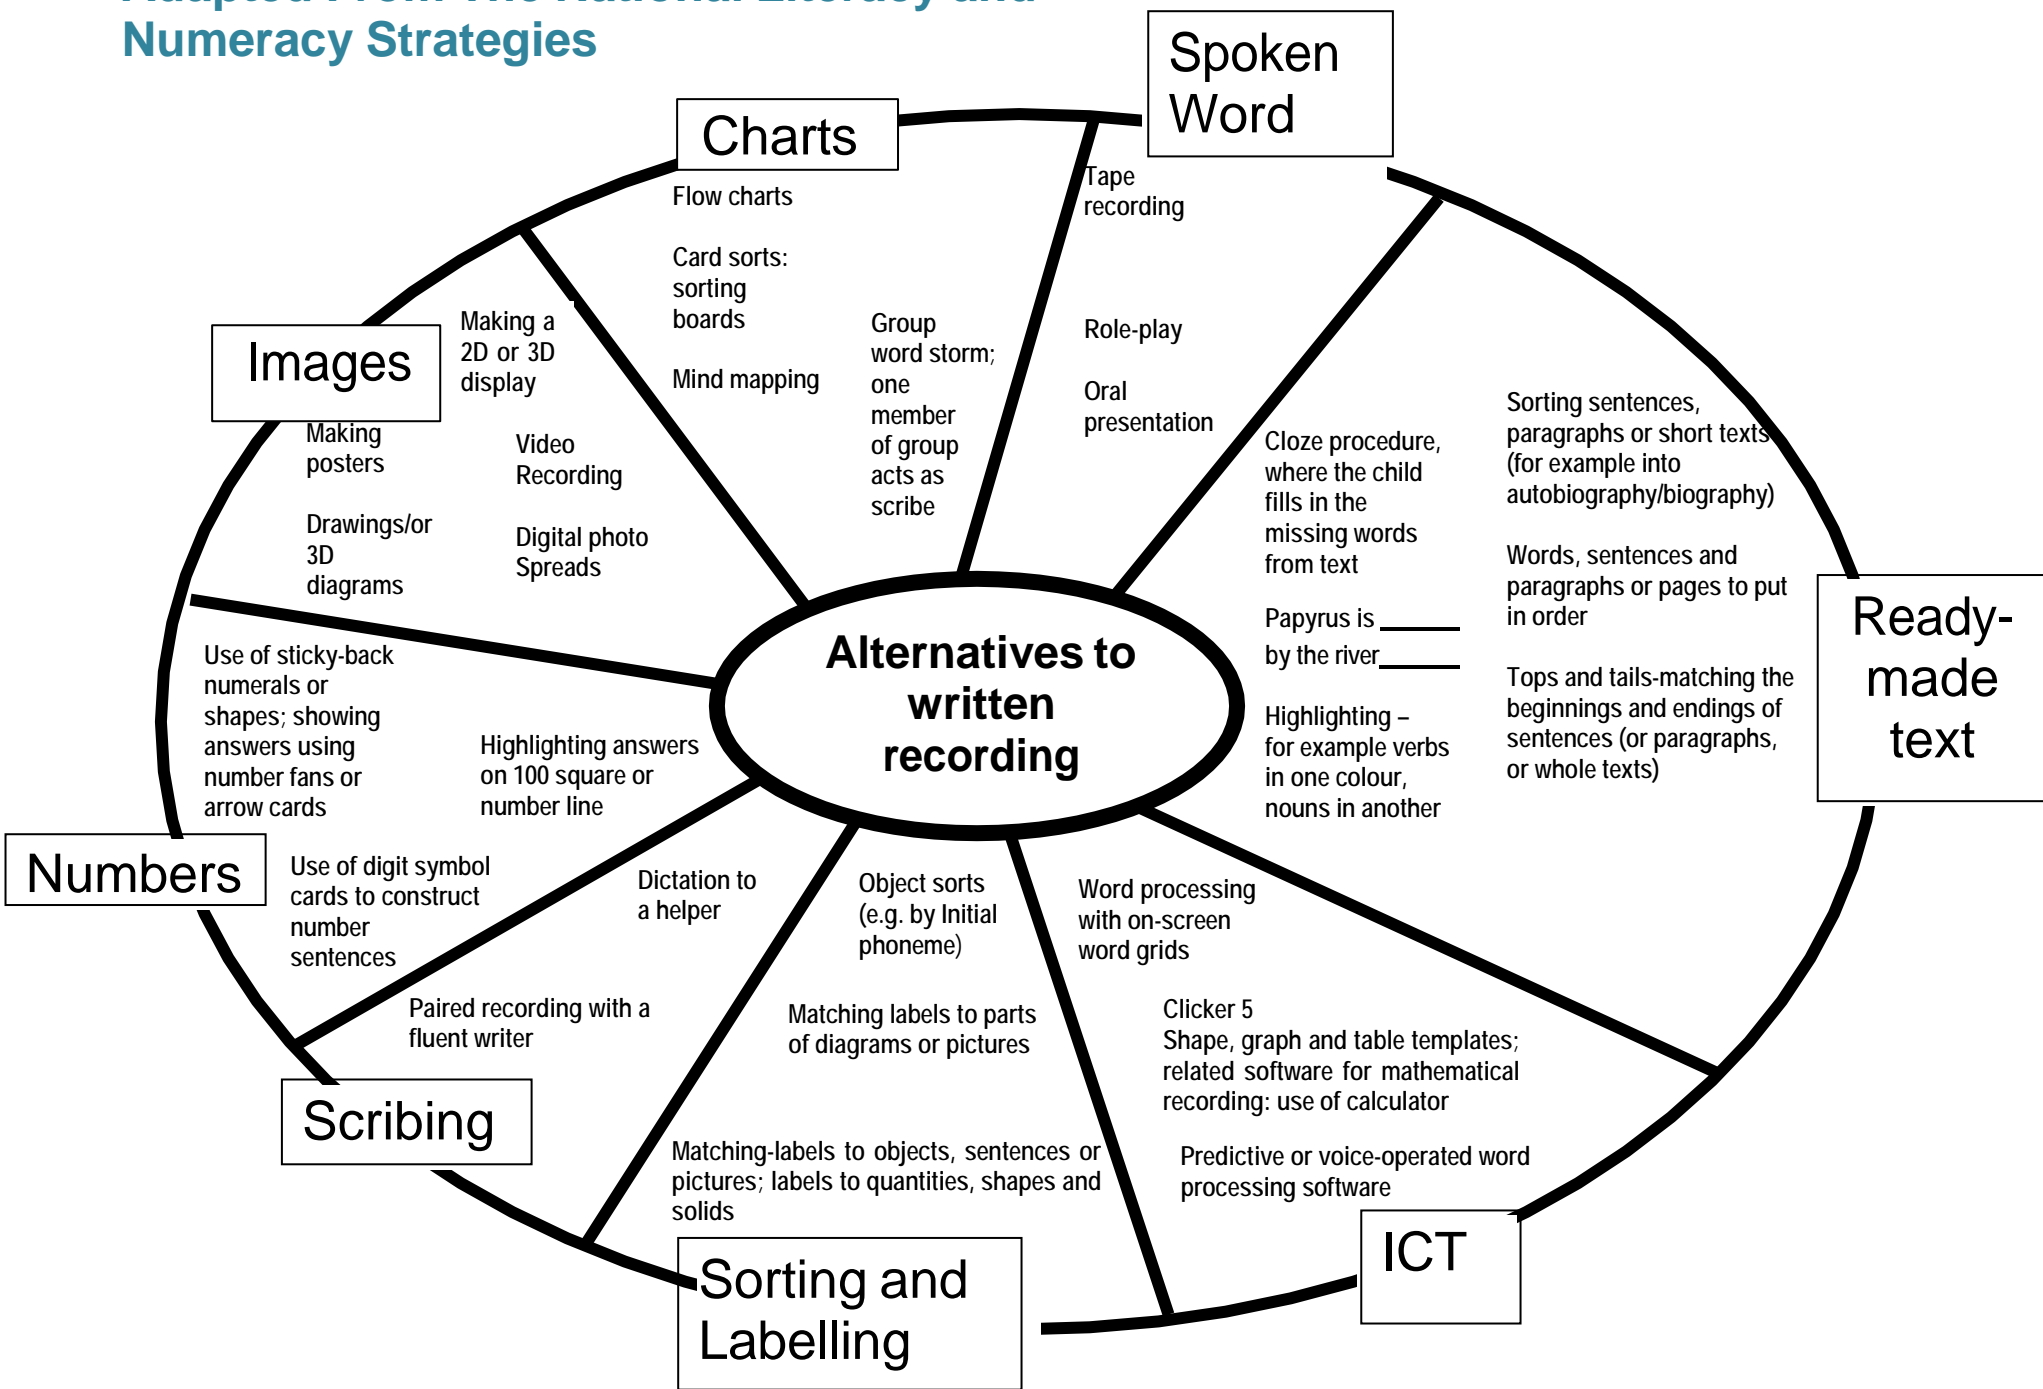 Adapted From The National Literacy and
Numeracy Strategies
Spoken
Word
Charts
Flow charts
Card sorts:
sorting
boards
Mind mapping
Group
word storm;
one
member
of group
acts as
scribe
Tape
recording
Role-play
Oral
presentation
Images
Making a
2D or 3D
display
Making
posters
Video
Recording
Drawings/or
3D
diagrams
Digital photo
Spreads
Cloze procedure,
where the child
fills in the
missing words
from text
Papyrus is
by the river
Highlighting –
for example verbs
in one colour,
nouns in another
Sorting sentences,
paragraphs or short texts
(for example into
autobiography/biography)
Words, sentences and
paragraphs or pages to put
in order
Tops and tails-matching the
beginnings and endings of
sentences (or paragraphs,
or whole texts)
Ready-
made
text
Alternatives to
written
recording
Use of sticky-back
numerals or
shapes; showing
answers using
number fans or
arrow cards
Highlighting answers
on 100 square or
number line
Numbers
Use of digit symbol
cards to construct
number
sentences
Dictation to
a helper
Paired recording with a
fluent writer
Scribing
Object sorts
(e.g. by Initial
phoneme)
Matching labels to parts
of diagrams or pictures
Matching-labels to objects, sentences or
pictures; labels to quantities, shapes and
solids
Sorting and
Labelling
Word processing
with on-screen
word grids
Clicker 5
Shape, graph and table templates;
related software for mathematical
recording: use of calculator
Predictive or voice-operated word
processing software
ICT